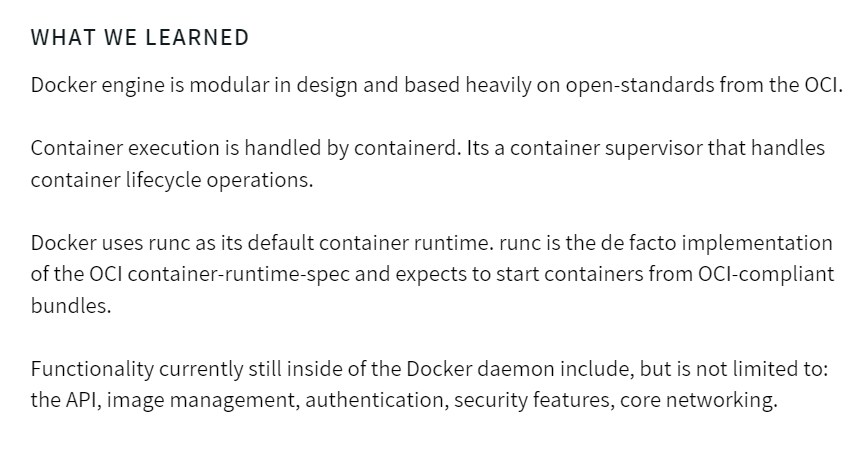 WHAT WE LEARNED
Docker engine is modular in design and based heavily on open-standards from the OCI.
Container execution is handled by containerd. Its a container supervisor that handles
container lifecycle operations.
Docker uses runc as its default container runtime. runc is the de facto implementation
of the OCI container-runtime-spec and expects to start containers from OCI-compliant
bundles.
Functionality currently still inside of the Docker daemon include, but is not limited to:
the API, image management, authentication, security features, core networking.